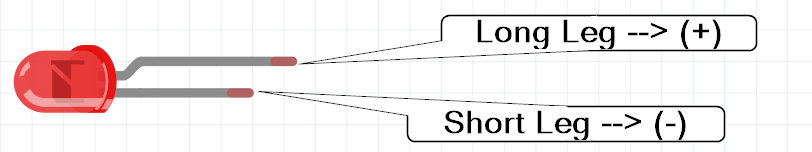 Long Leg --> (+)
Short Leg --> (-)